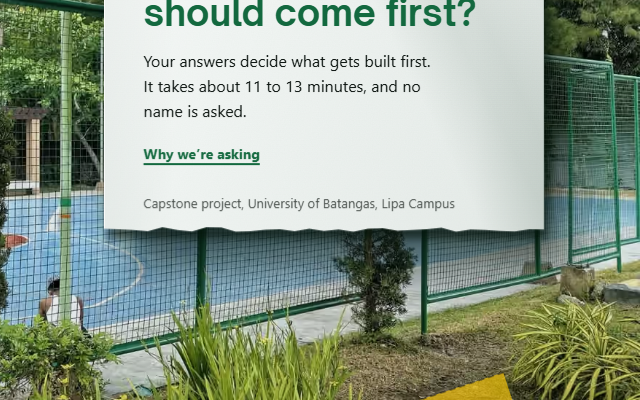 should come first?
Your answers decide what gets built first.
It takes about 11 to 13 minutes, and no
name is asked.
Why we're asking
Capstone project, University of Batangas, Lipa Campus